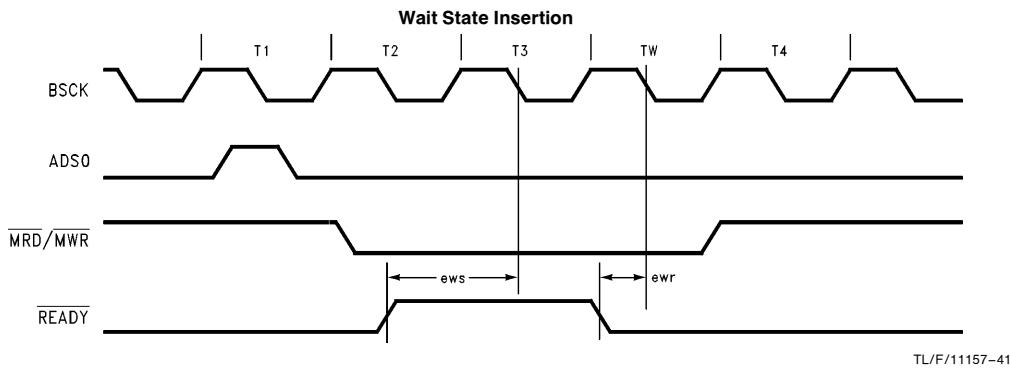 Wait State Insertion
T1 T2 T3 TW T4
BSCK
ADS0
MRD/MWR
ews ewr
READY
TL/F/11157–41